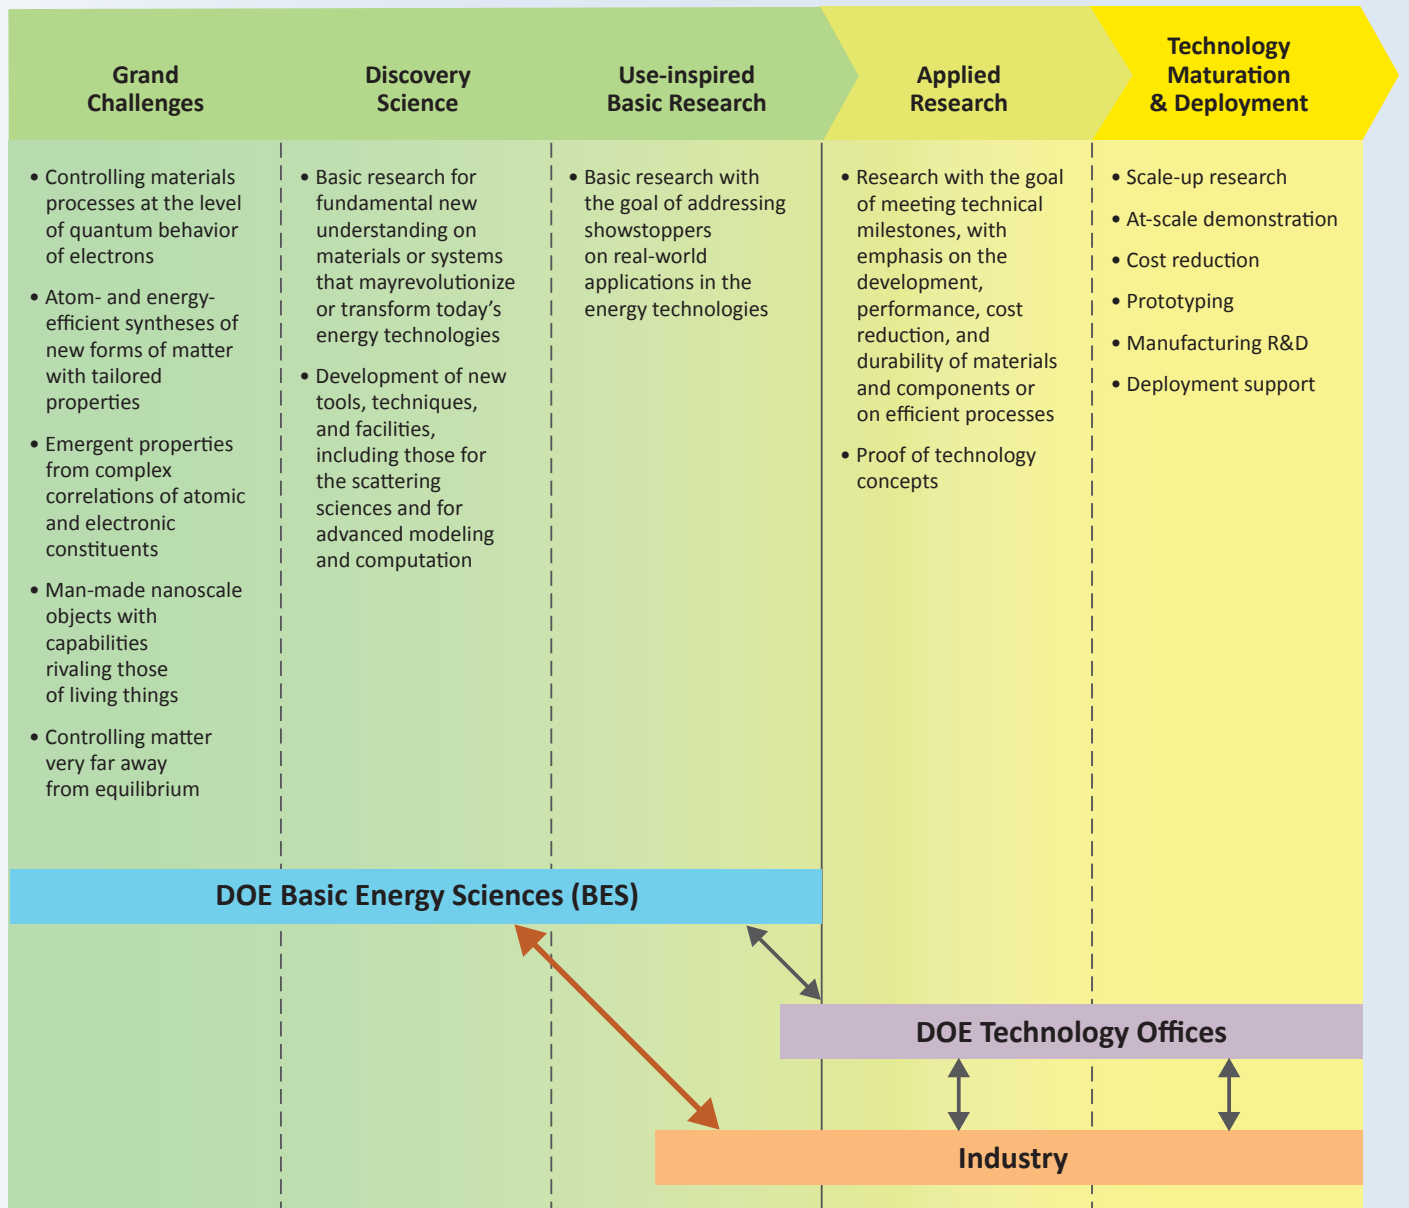 Grand
Challenges
Discovery
Science
Use-inspired
Basic Research
Applied
Research
Technology
Maturation
& Deployment
• Controlling materials
processes at the level
of quantum behavior
of electrons
• Atom- and energy-
efficient syntheses of
new forms of matter
with tailored
properties
• Emergent properties
from complex
correlations of atomic
and electronic
constituents
• Man-made nanoscale
objects with
capabilities
rivaling those
of living things
• Controlling matter
very far away
from equilibrium
• Basic research for
fundamental new
understanding on
materials or systems
that mayrevolutionize
or transform today’s
energy technologies
• Development of new
tools, techniques,
and facilities,
including those for
the scattering
sciences and for
advanced modeling
and computation
• Basic research with
the goal of addressing
showstoppers
on real-world
applications in the
energy technologies
• Research with the goal
of meeting technical
milestones, with
emphasis on the
development,
performance, cost
reduction, and
durability of materials
and components or
on efficient processes
• Proof of technology
concepts
• Scale-up research
• At-scale demonstration
• Cost reduction
• Prototyping
• Manufacturing R&D
• Deployment support
DOE Basic Energy Sciences (BES)
DOE Technology Offices
Industry